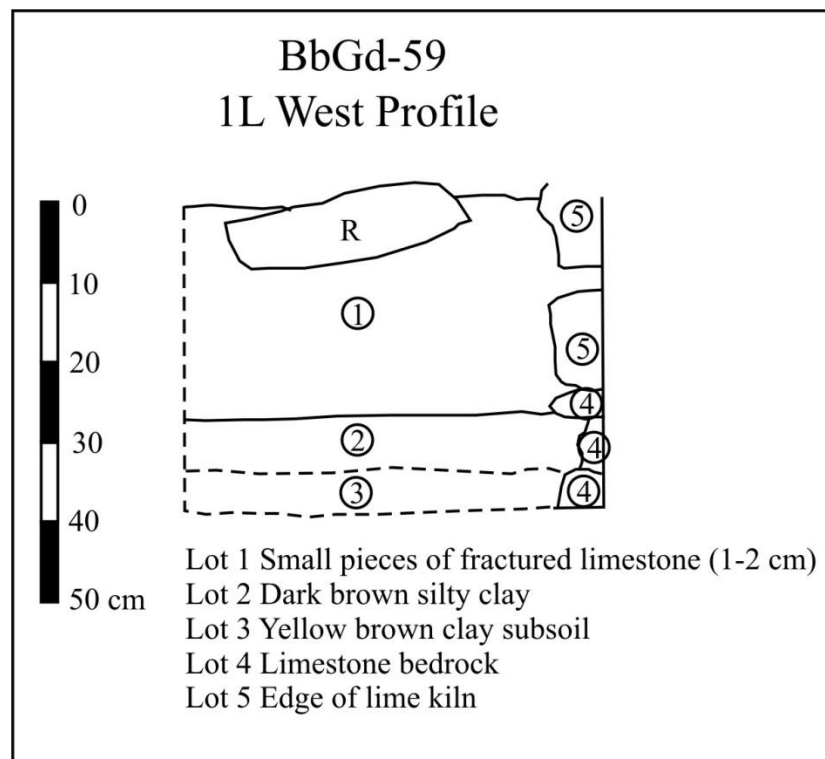 BbGd-59
1L West Profile
0
10
20
30
40
50 cm
R
5
1
5
4
2
4
3
4
Lot 1 Small pieces of fractured limestone (1-2 cm)
Lot 2 Dark brown silty clay
Lot 3 Yellow brown clay subsoil
Lot 4 Limestone bedrock
Lot 5 Edge of lime kiln